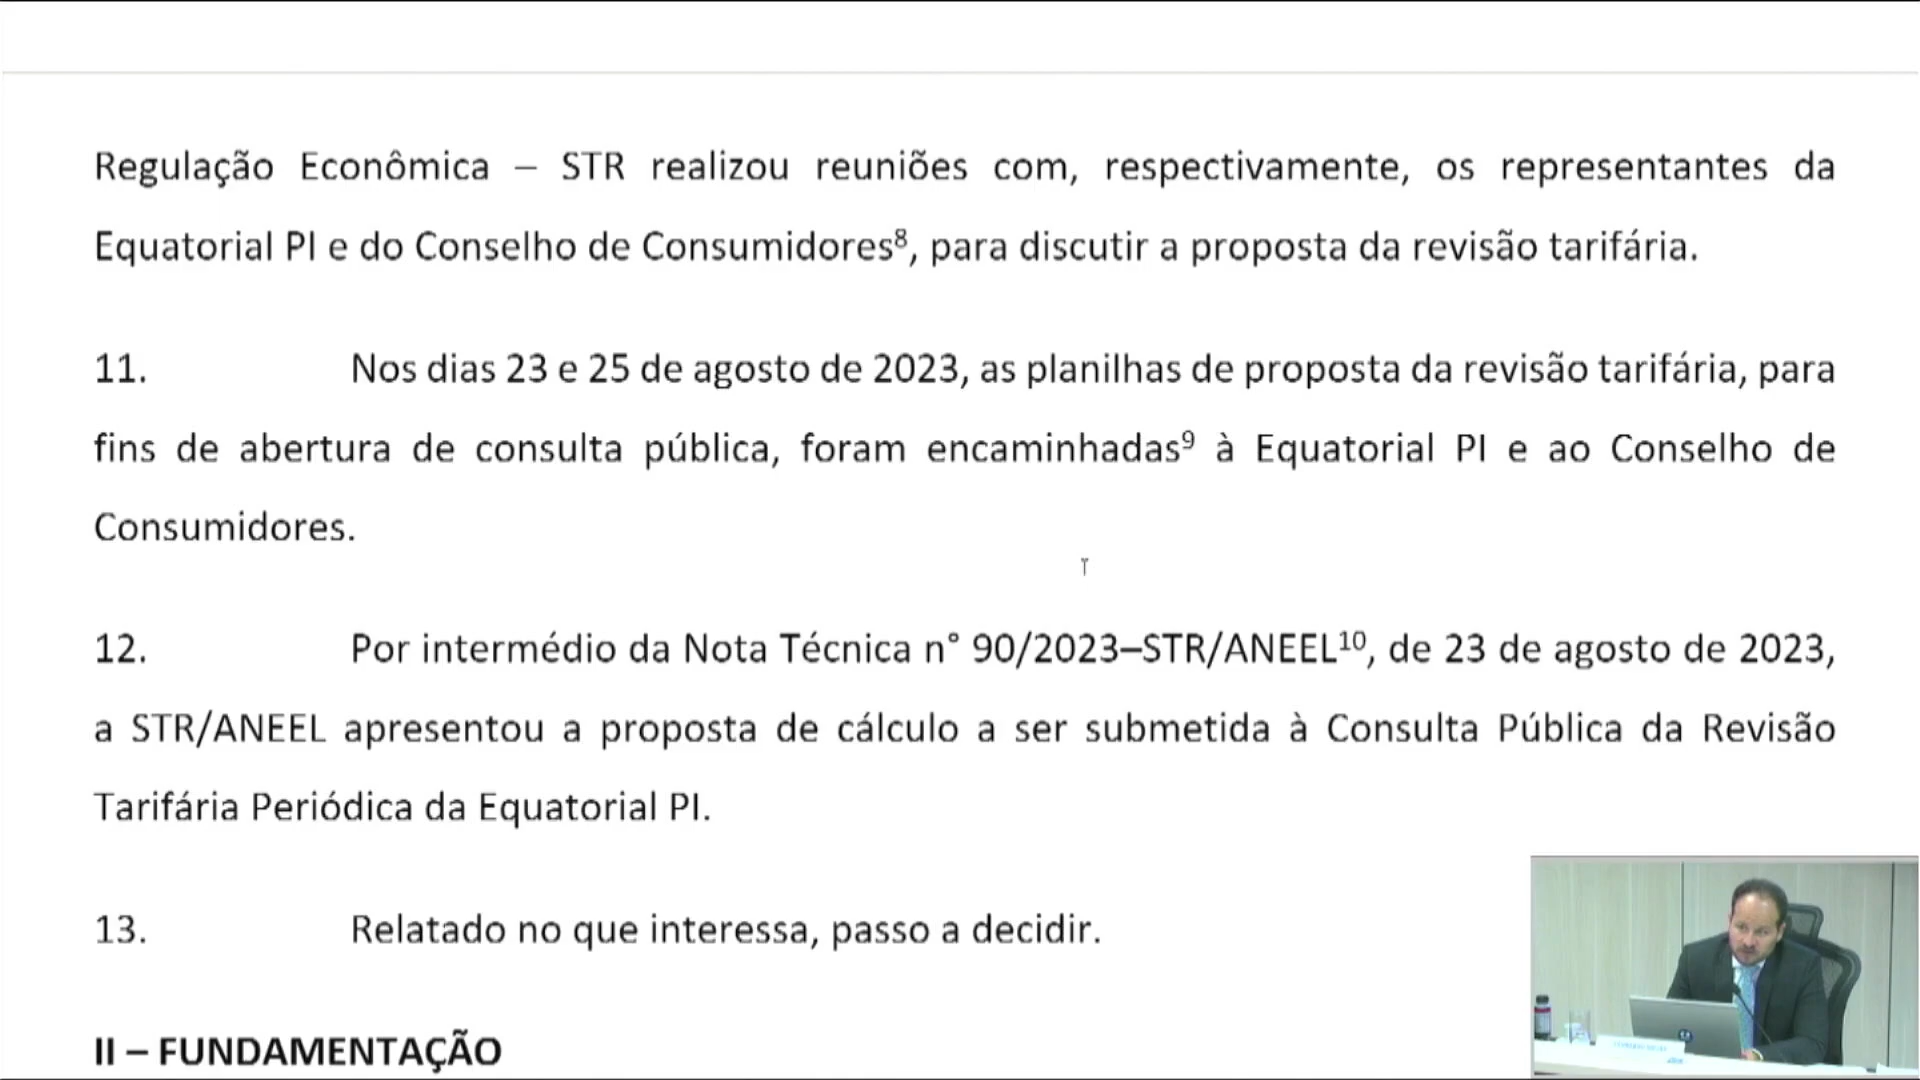 Regulação Econômica – STR realizou reuniões com, respectivamente, os representantes da
Equatorial PI e do Conselho de Consumidores⁸, para discutir a proposta da revisão tarifária.
11. Nos dias 23 e 25 de agosto de 2023, as planilhas de proposta da revisão tarifária, para
fins de abertura de consulta pública, foram encaminhadas⁹ à Equatorial PI e ao Conselho de
Consumidores.
12. Por intermédio da Nota Técnica n° 90/2023–STR/ANEEL¹⁰, de 23 de agosto de 2023,
a STR/ANEEL apresentou a proposta de cálculo a ser submetida à Consulta Pública da Revisão
Tarifária Periódica da Equatorial PI.
13. Relatado no que interessa, passo a decidir.
II – FUNDAMENTAÇÃO